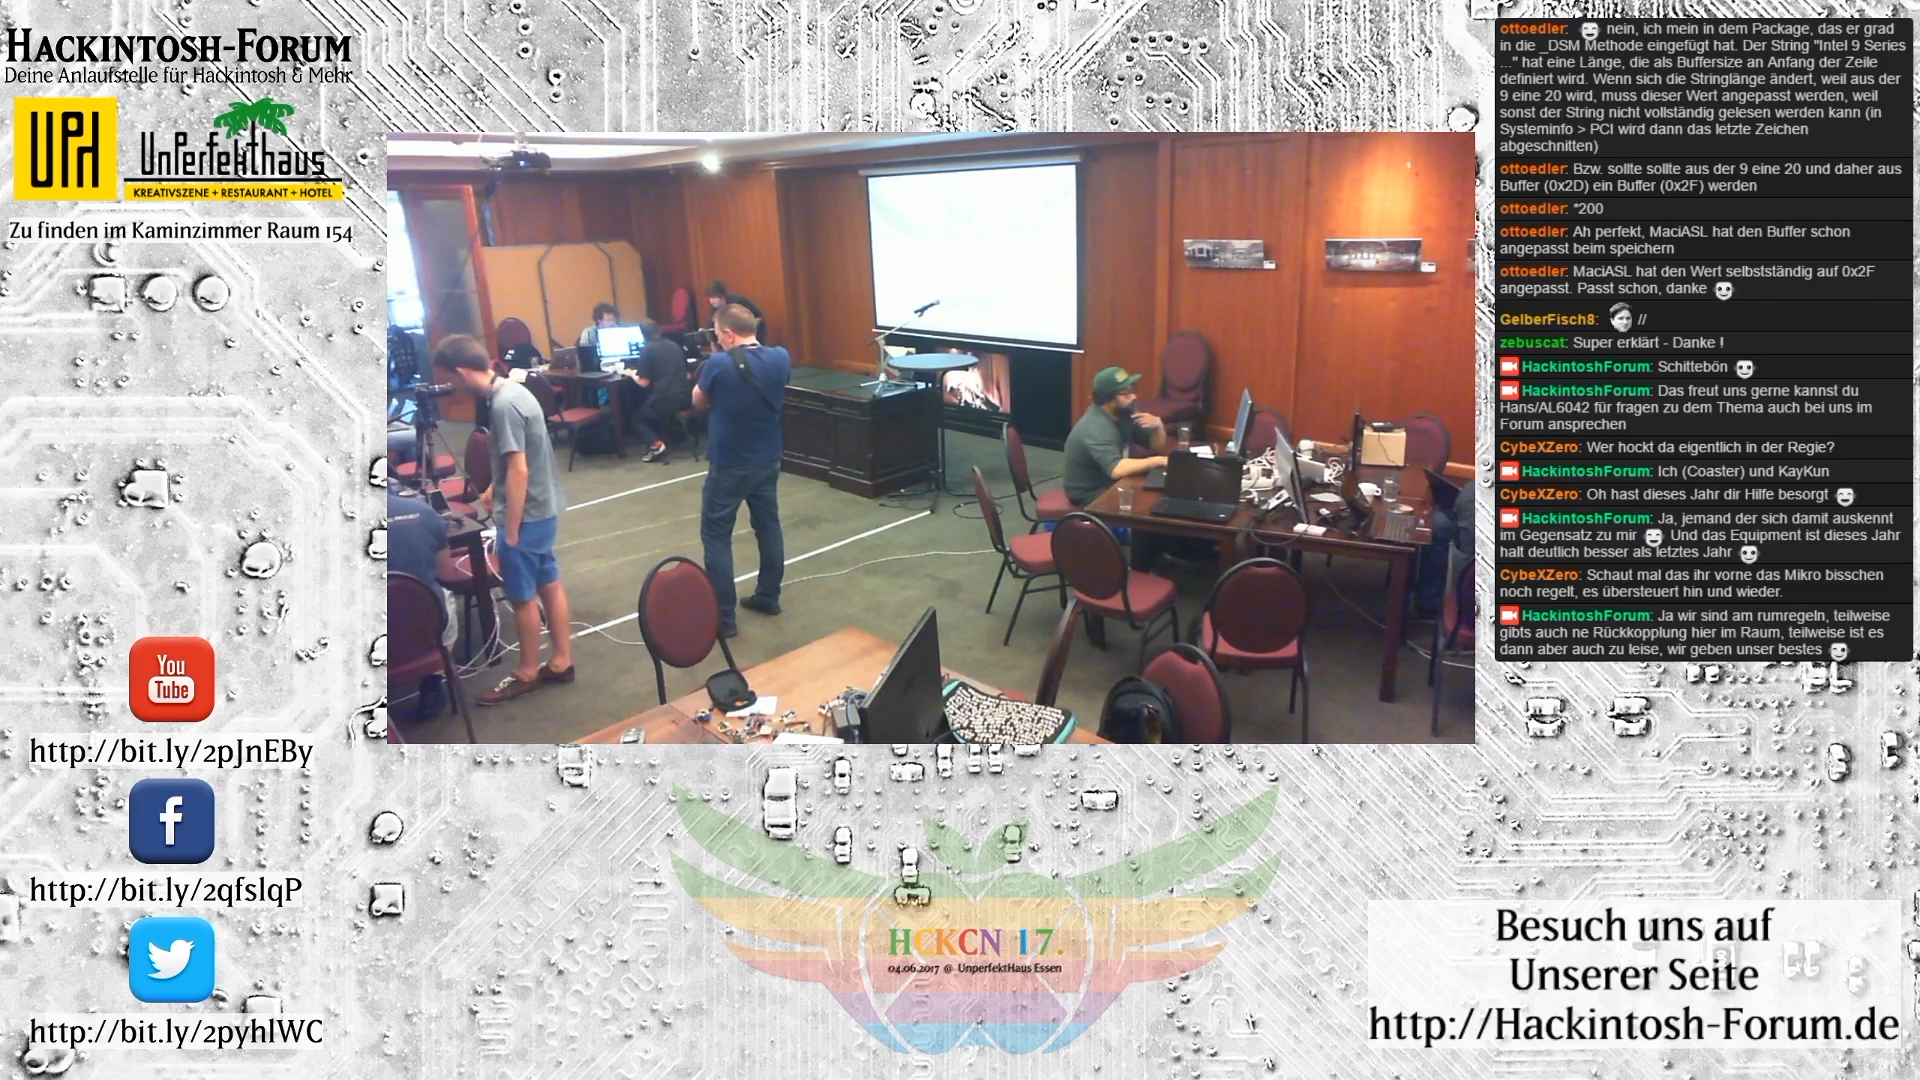 HACKINTOSH-FORUM
Deine Anlaufstelle für Hackintosh & Mehr
UPH
UnPerfekthaus
KREATIVSZENE + RESTAURANT + HOTEL
Zu finden im Kaminzimmer Raum 154
You
Tube
http://bit.ly/2pJnEBy
f
http://bit.ly/2qfslqP
http://bit.ly/2pyhlWC
HCKCN 17.
04.06.2017 @ UnperfektHaus Essen
ottoedler: nein, ich mein in dem Package, das er grad
in die _DSM Methode eingefügt hat. Der String "Intel 9 Series
..." hat eine Länge, die als Buffersize an Anfang der Zeile
definiert wird. Wenn sich die Stringlänge ändert, weil aus der
9 eine 20 wird, muss dieser Wert angepasst werden, weil
sonst der String nicht vollständig gelesen werden kann (in
Systeminfo > PCI wird dann das letzte Zeichen
abgeschnitten)
ottoedler: Bzw. sollte sollte aus der 9 eine 20 und daher aus
Buffer (0x2D) ein Buffer (0x2F) werden
ottoedler: *200
ottoedler: Ah perfekt, MaciASL hat den Buffer schon
angepasst beim speichern
ottoedler: MaciASL hat den Wert selbstständig auf 0x2F
angepasst. Passt schon, danke
GelberFisch8: //
zebuscat: Super erklärt - Danke !
HackintoshForum: Schittebön
HackintoshForum: Das freut uns gerne kannst du
Hans/AL6042 für fragen zu dem Thema auch bei uns im
Forum ansprechen
CybeXZero: Wer hockt da eigentlich in der Regie?
HackintoshForum: Ich (Coaster) und KayKun
CybeXZero: Oh hast dieses Jahr dir Hilfe besorgt
HackintoshForum: Ja, jemand der sich damit auskennt
im Gegensatz zu mir Und das Equipment ist dieses Jahr
halt deutlich besser als letztes Jahr
CybeXZero: Schaut mal das ihr vorne das Mikro bisschen
noch regelt, es übersteuert hin und wieder.
HackintoshForum: Ja wir sind am rumregeln, teilweise
gibts auch ne Rückkopplung hier im Raum, teilweise ist es
dann aber auch zu leise, wir geben unser bestes
Besuch uns auf
Unserer Seite
http://Hackintosh-Forum.de